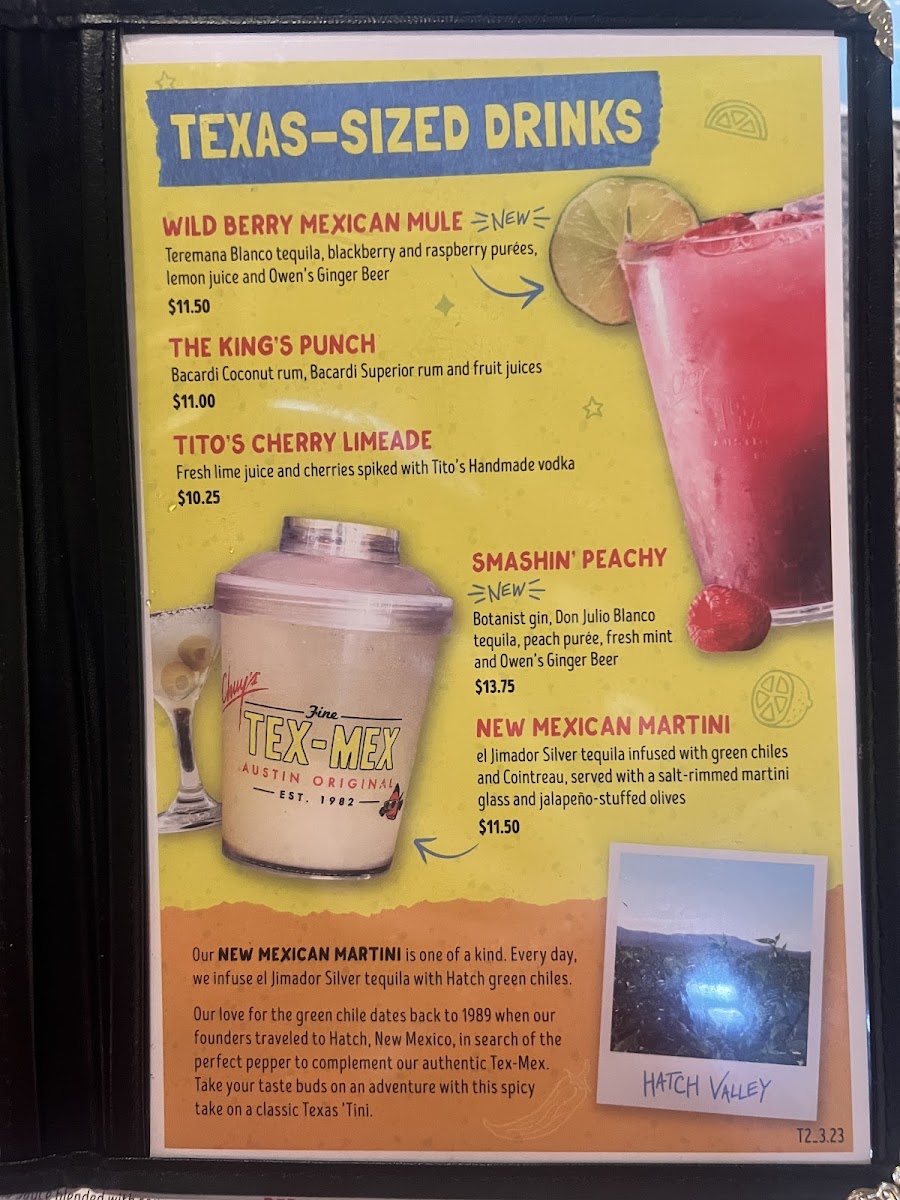 TEXAS-SIZED DRINKS
WILD BERRY MEXICAN MULE NEW
Teremana Blanco tequila, blackberry and raspberry purées,
lemon juice and Owen's Ginger Beer
$11.50
THE KING'S PUNCH
Bacardi Coconut rum, Bacardi Superior rum and fruit juices
$11.00
TITO'S CHERRY LIMEADE
Fresh lime juice and cherries spiked with Tito's Handmade vodka
$10.25
SMASHIN' PEACHY
NEW
Botanist gin, Don Julio Blanco
tequila, peach purée, fresh mint
and Owen's Ginger Beer
$13.75
Chuy's
Fine
TEX-MEX
AUSTIN ORIGINAL
EST. 1982
NEW MEXICAN MARTINI
el Jimador Silver tequila infused with green chiles
and Cointreau, served with a salt-rimmed martini
glass and jalapeño-stuffed olives
$11.50
Our NEW MEXICAN MARTINI is one of a kind. Every day,
we infuse el Jimador Silver tequila with Hatch green chiles.
Our love for the green chile dates back to 1989 when our
founders traveled to Hatch, New Mexico, in search of the
perfect pepper to complement our authentic Tex-Mex.
Take your taste buds on an adventure with this spicy
take on a classic Texas 'Tini.
HATCH VALLEY
T2_3.23